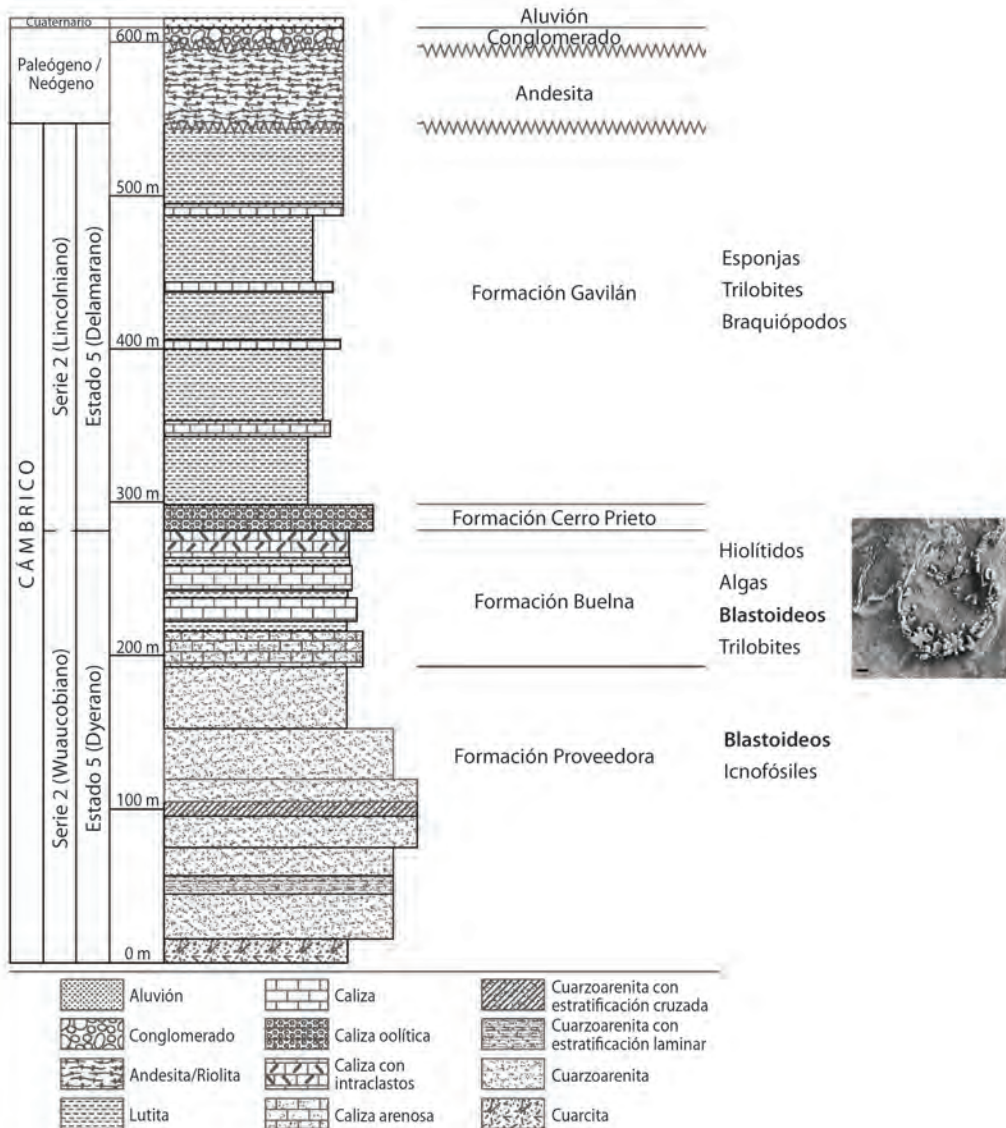 Cuaternario
Paleógeno /
Neógeno
CÁMBRICO
Serie 2 (Lincolniano)
Estado 5 (Delamarano)
Serie 2 (Wuaucobiano)
Estado 5 (Dyerano)
600 m
500 m
400 m
300 m
200 m
100 m
0 m
Aluvión
Conglomerado
Andesita
Formación Gavilán
Formación Cerro Prieto
Formación Buelna
Formación Proveedora
Esponjas
Trilobites
Braquiópodos
Hiolítidos
Algas
Blastoideos
Trilobites
Blastoideos
Icnofósiles
Aluvión
Conglomerado
Andesita/Riolita
Lutita
Caliza
Caliza oolítica
Caliza con
intraclastos
Caliza arenosa
Cuarzoarenita con
estratificación cruzada
Cuarzoarenita con
estratificación laminar
Cuarzoarenita
Cuarcita